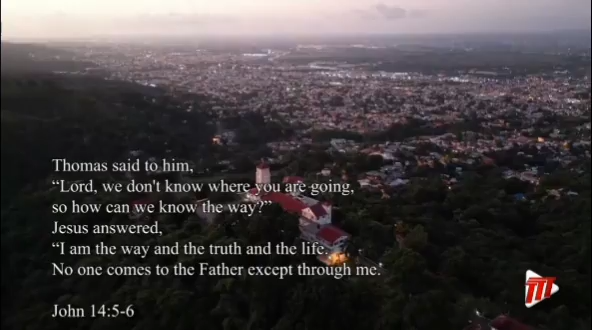 Thomas said to him,
“Lord, we don't know where you are going,
so how can we know the way?”
Jesus answered,
“I am the way and the truth and the life.
No one comes to the Father except through me.”
John 14:5-6